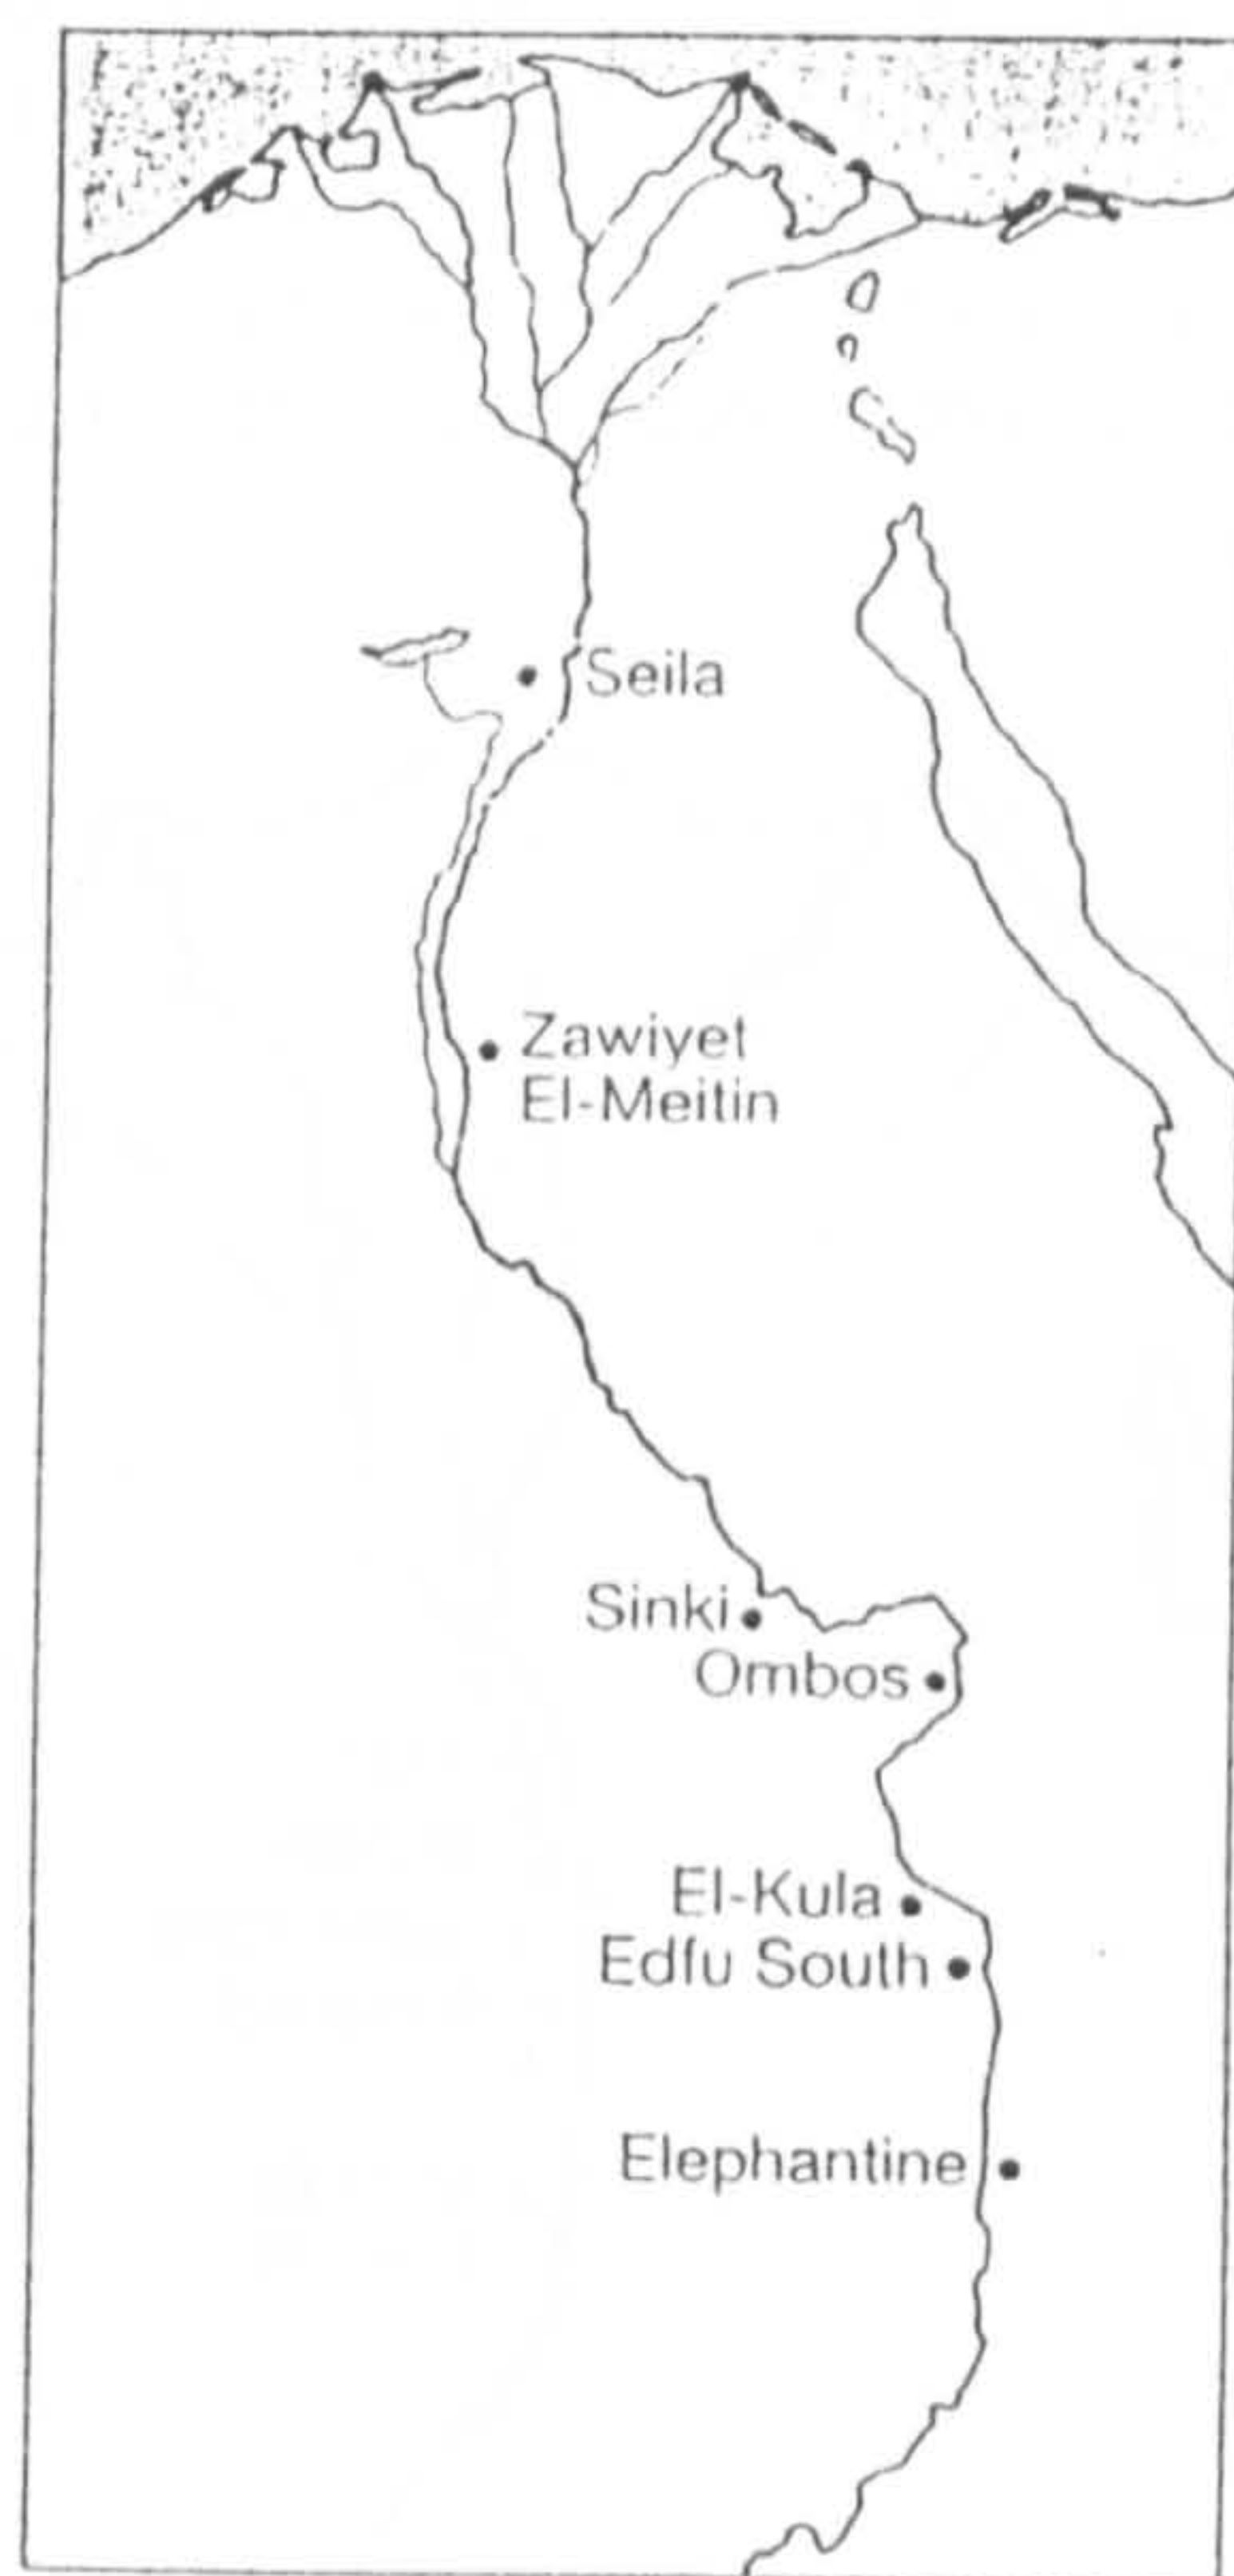 Seila
Zawiyet
El-Meitin
Sinki
Ombos
El-Kula
Edfu South
Elephantine